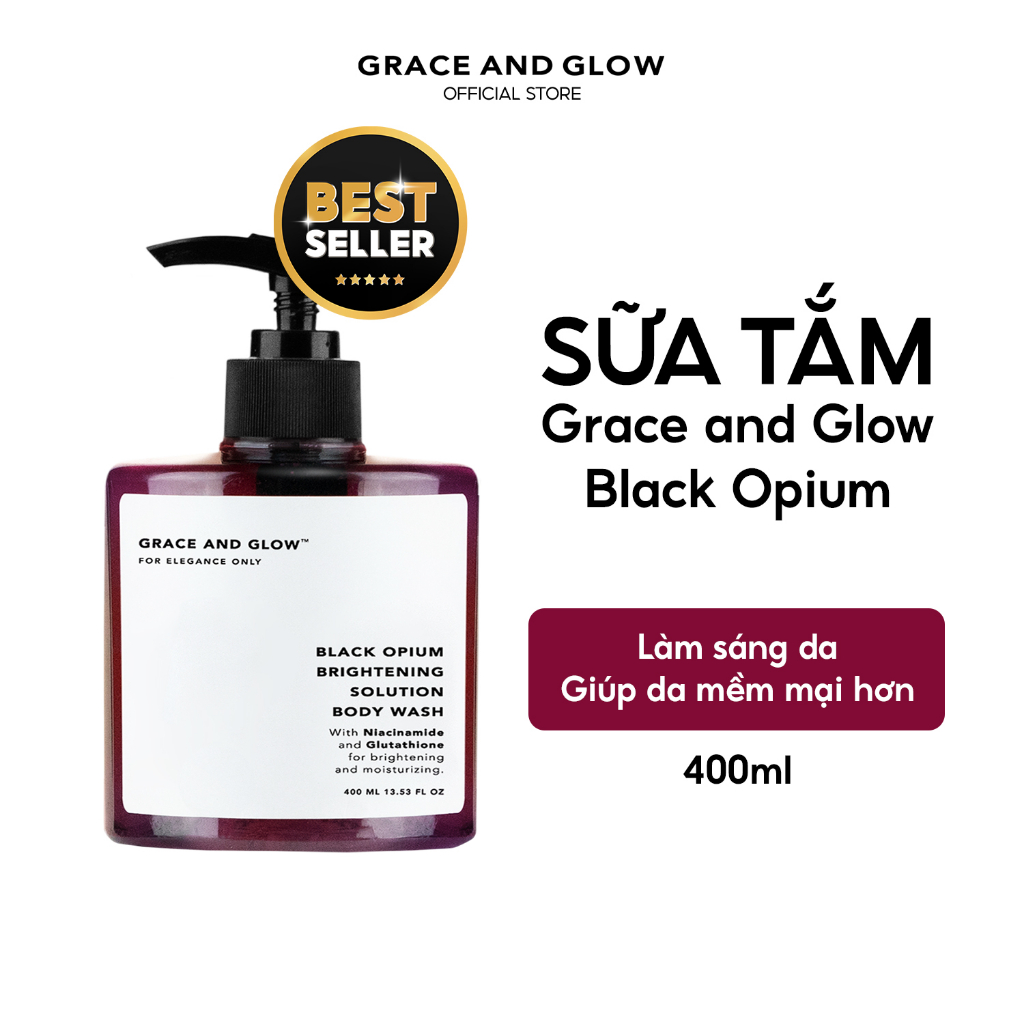 GRACE AND GLOW
OFFICIAL STORE
BEST
SELLER
SỮA TẮM
Grace and Glow
Black Opium
GRACE AND GLOW™
FOR ELEGANCE ONLY
BLACK OPIUM
BRIGHTENING
SOLUTION
BODY WASH
With Niacinamide
and Glutathione
for brightening
and moisturizing.
400 ML 13.53 FL OZ
Làm sáng da
Giúp da mềm mại hơn
400ml